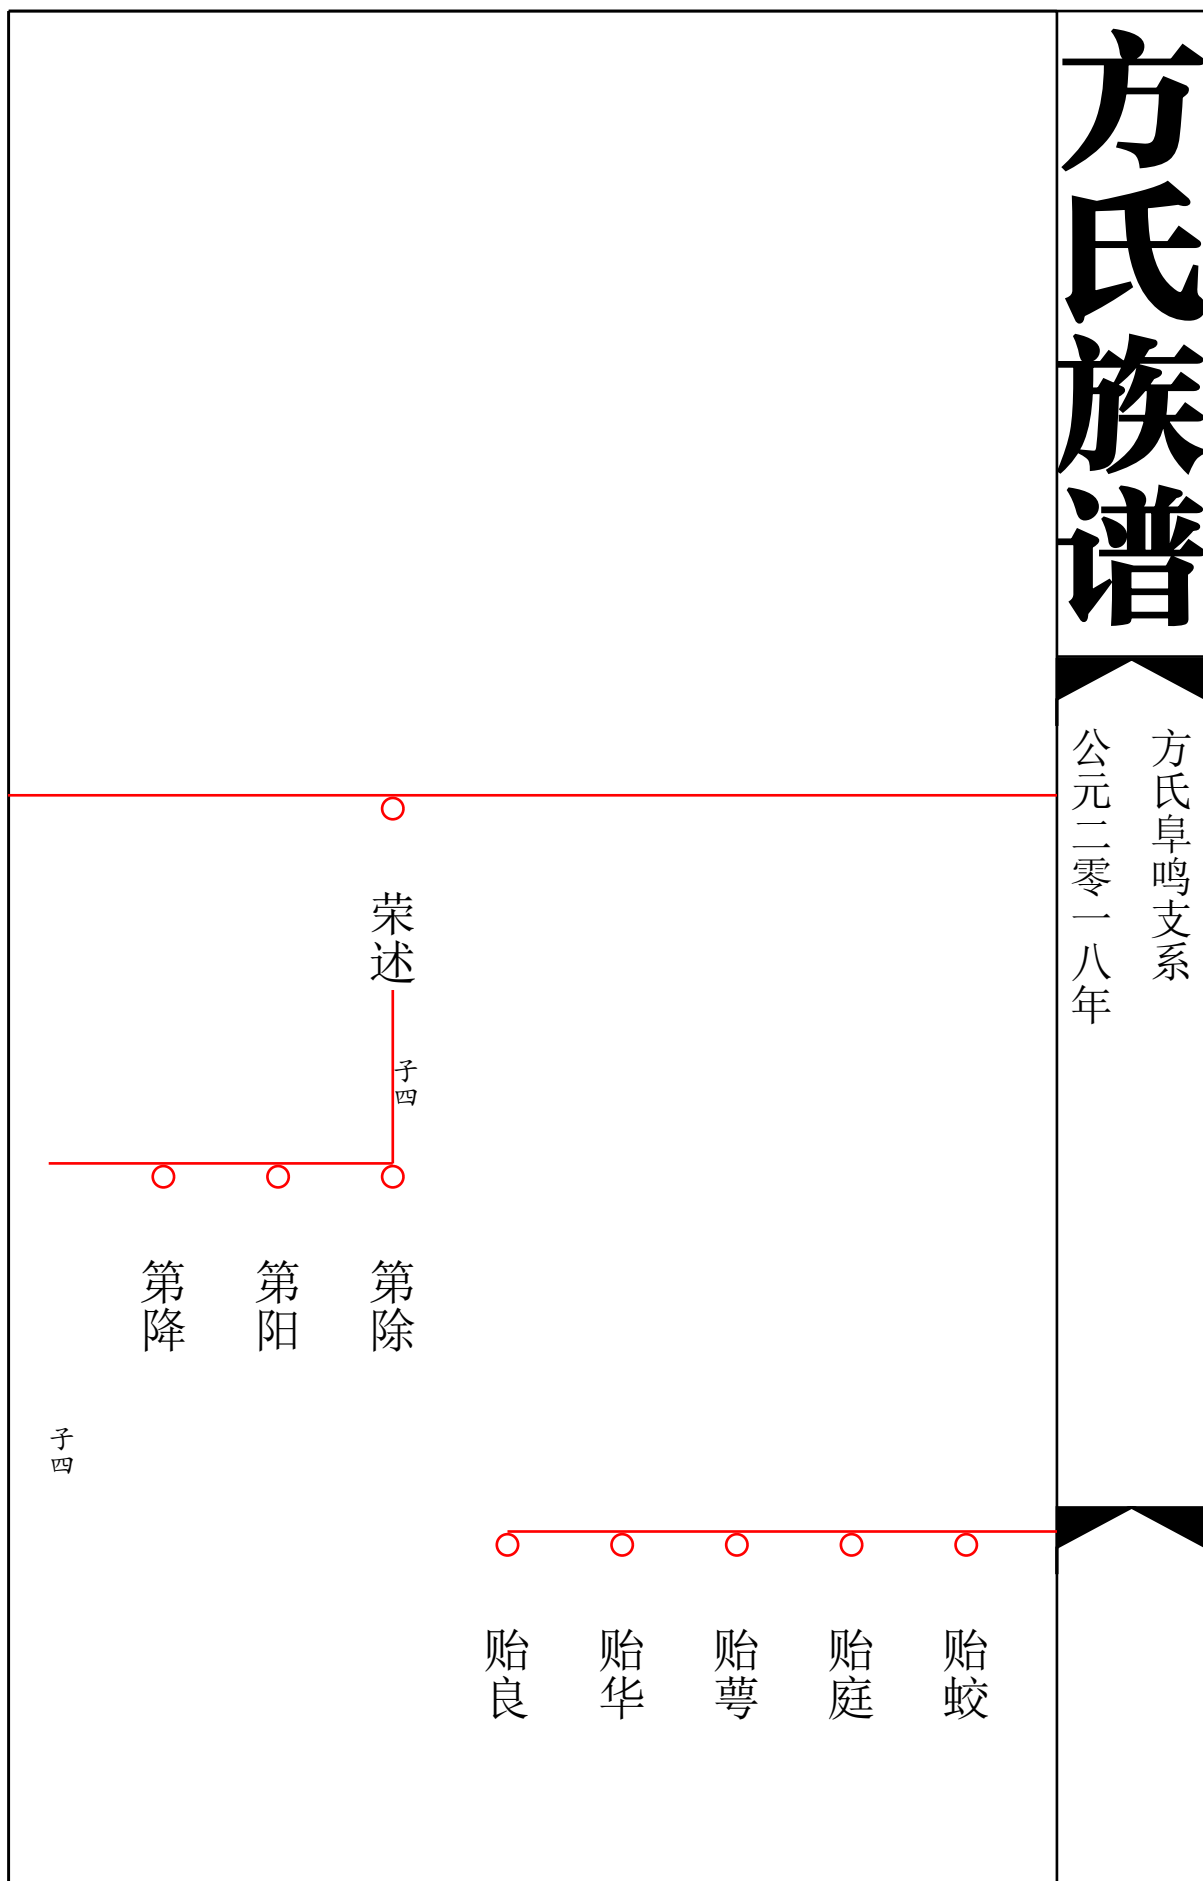 方氏族谱
方氏阜鸣支系
公元二零一八年
荣述
子四
第除
第阳
第降
子四
贻蛟
贻庭
贻萼
贻华
贻良